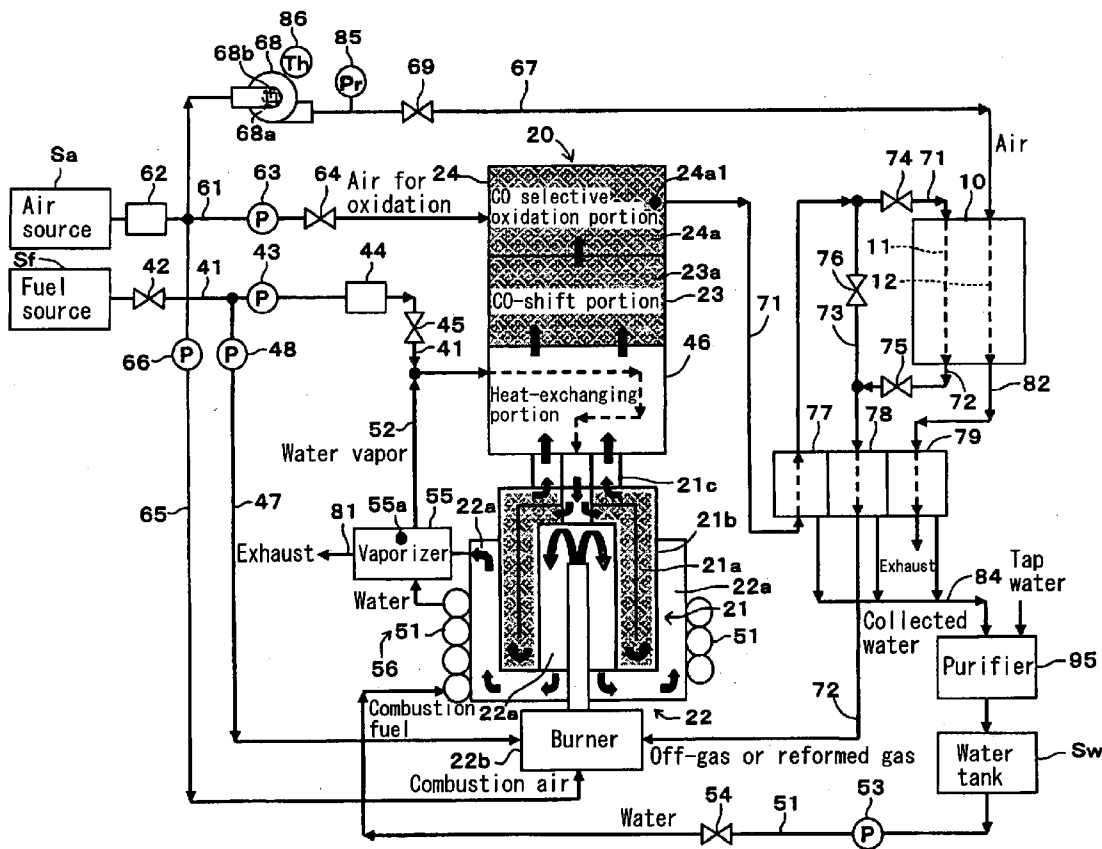 86
68b 68 Th 85
Pr 69 67
68a
Sa
20
62 61 63 64
24 24a1 74 71 10
Air
Air
source
Air for
oxidation
CO selective
oxidation portion
24a
Sf
42 41 43 44
76 11
Fuel
source
P
P
23a
CO-shift portion 23
12
73
45
41
71
66 P P 48
46
75
72 82
Heat-exchanging
portion
52
77 78 79
Water vapor
47
65
21c
81 55a 55 22a
21b
Exhaust
Vaporizer
21a
Exhaust
Tap
water
22a
84
Water
21
Collected
water
51 51
56
Purifier
95
72
Combustion
fuel
22a 22
Burner
Water
tank
Sw
22b
Off-gas or reformed gas
Combustion air
54 53
Water
51
P